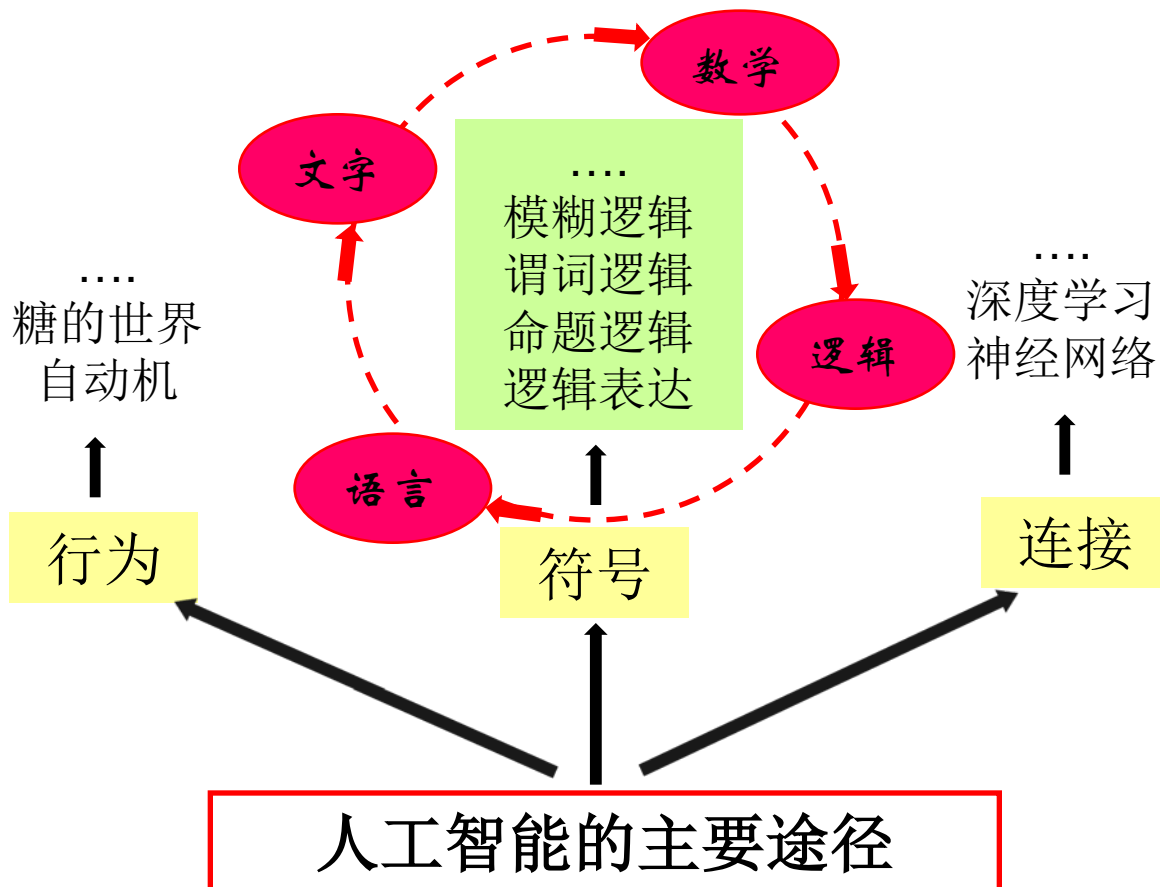 数学
文字
....
模糊逻辑
谓词逻辑
命题逻辑
逻辑表达
....
糖的世界
自动机
....
深度学习
神经网络
逻辑
语言
行为
符号
连接
人工智能的主要途径